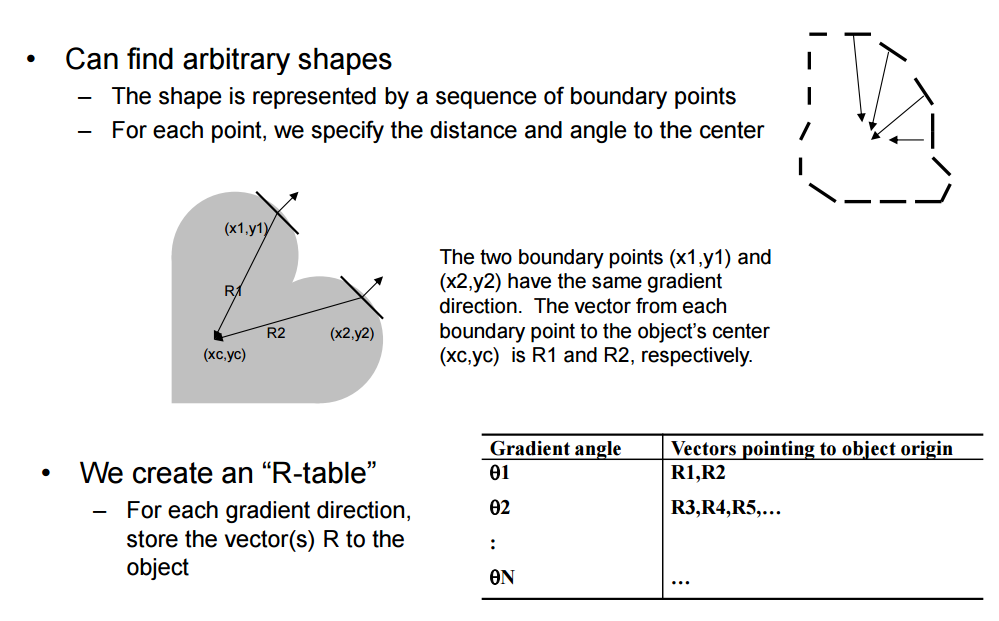 • Can find arbitrary shapes
– The shape is represented by a sequence of boundary points
– For each point, we specify the distance and angle to the center
(x1,y1)
R1
R2
(x2,y2)
(xc,yc)
The two boundary points (x1,y1) and
(x2,y2) have the same gradient
direction. The vector from each
boundary point to the object’s center
(xc,yc) is R1 and R2, respectively.
• We create an “R-table”
– For each gradient direction,
store the vector(s) R to the
object
Gradient angle Vectors pointing to object origin
θ1 R1,R2
θ2 R3,R4,R5,…
:
θN …